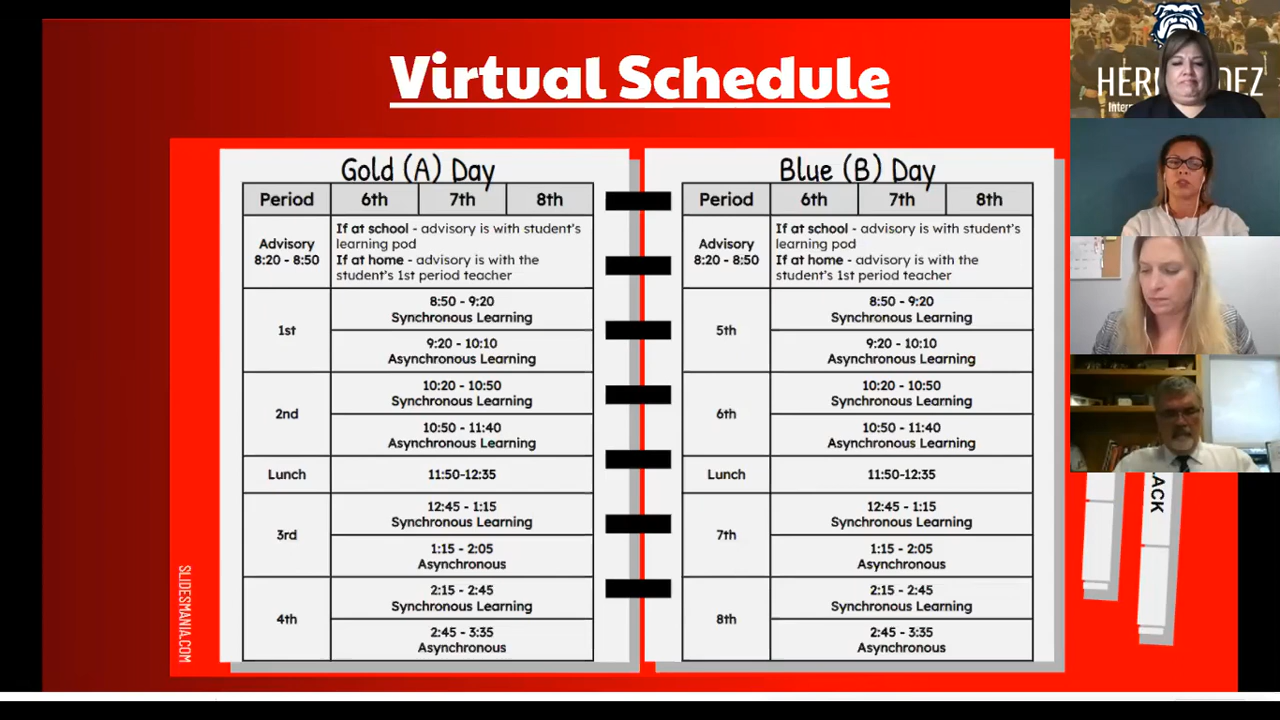 Virtual Schedule
Gold (A) Day
Period 6th 7th 8th
Advisory
8:20 - 8:50
If at school - advisory is with student's
learning pod
If at home - advisory is with the
student's 1st period teacher
1st
8:50 - 9:20
Synchronous Learning
9:20 - 10:10
Asynchronous Learning
2nd
10:20 - 10:50
Synchronous Learning
10:50 - 11:40
Asynchronous Learning
Lunch 11:50-12:35
3rd
12:45 - 1:15
Synchronous Learning
1:15 - 2:05
Asynchronous
4th
2:15 - 2:45
Synchronous Learning
2:45 - 3:35
Asynchronous
Blue (B) Day
Period 6th 7th 8th
Advisory
8:20 - 8:50
If at school - advisory is with student's
learning pod
If at home - advisory is with the
student's 1st period teacher
5th
8:50 - 9:20
Synchronous Learning
9:20 - 10:10
Asynchronous Learning
6th
10:20 - 10:50
Synchronous Learning
10:50 - 11:40
Asynchronous Learning
Lunch 11:50-12:35
7th
12:45 - 1:15
Synchronous Learning
1:15 - 2:05
Asynchronous
8th
2:15 - 2:45
Synchronous Learning
2:45 - 3:35
Asynchronous
SLIDESMANIA.COM
ACK